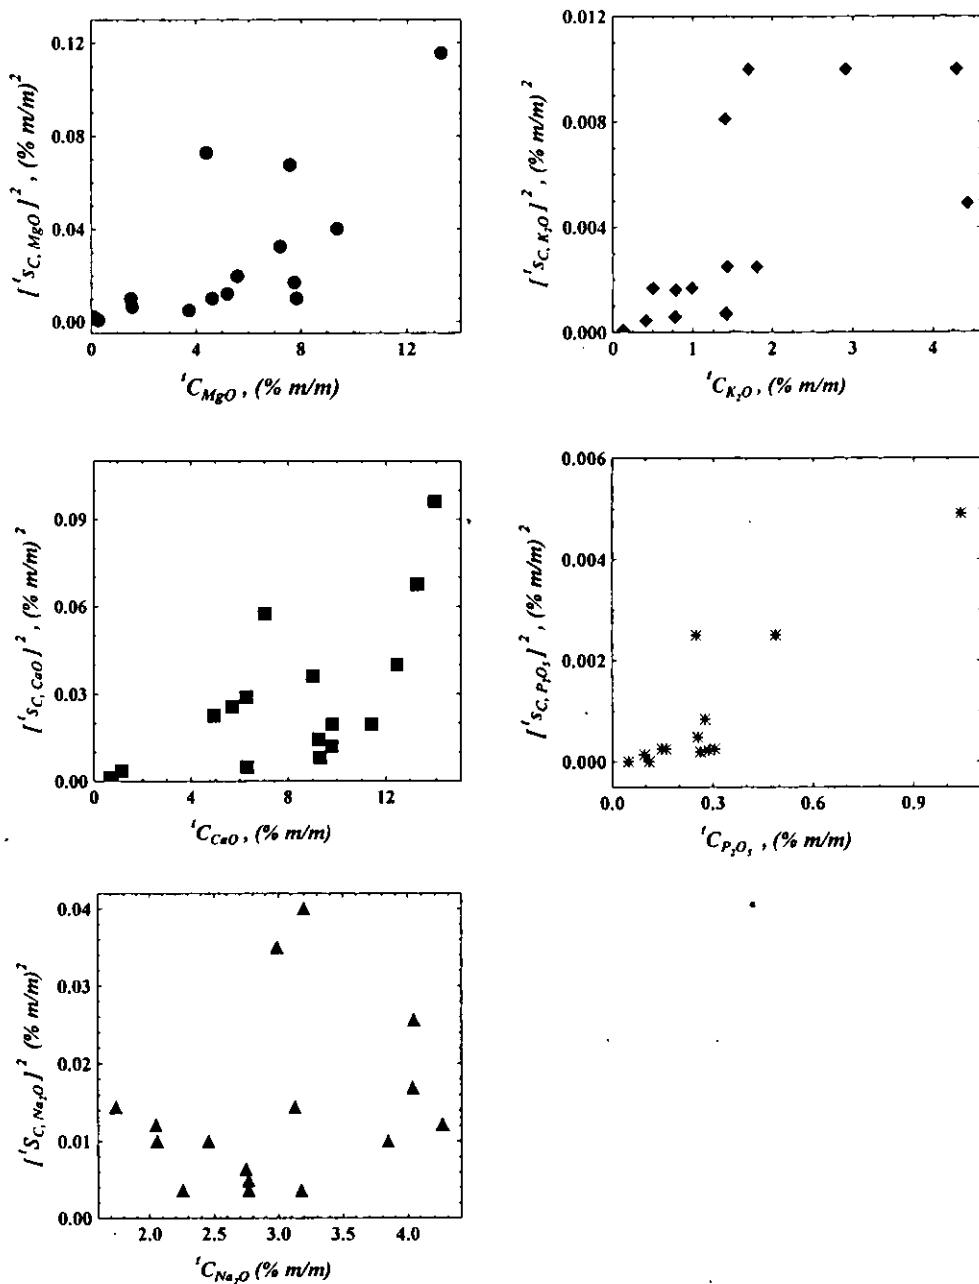 [ ᵗs_C, MgO ]², (% m/m)²
0.12
0.08
0.04
0.00
0 4 8 12
ᵗC_MgO , (% m/m)
[ ᵗs_C, K₂O ]², (% m/m)²
0.012
0.008
0.004
0.000
0 1 2 3 4
ᵗC_K₂O , (% m/m)
[ ᵗs_C, CaO ]², (% m/m)²
0.09
0.06
0.03
0.00
0 4 8 12
ᵗC_CaO , (% m/m)
[ ᵗs_C, P₂O₅ ]², (% m/m)²
0.006
0.004
0.002
0.000
0.0 0.3 0.6 0.9
ᵗC_P₂O₅ , (% m/m)
[ ᵗS_C, Na₂O ]² (% m/m)²
0.04
0.03
0.02
0.01
0.00
2.0 2.5 3.0 3.5 4.0
ᵗC_Na₂O (% m/m)